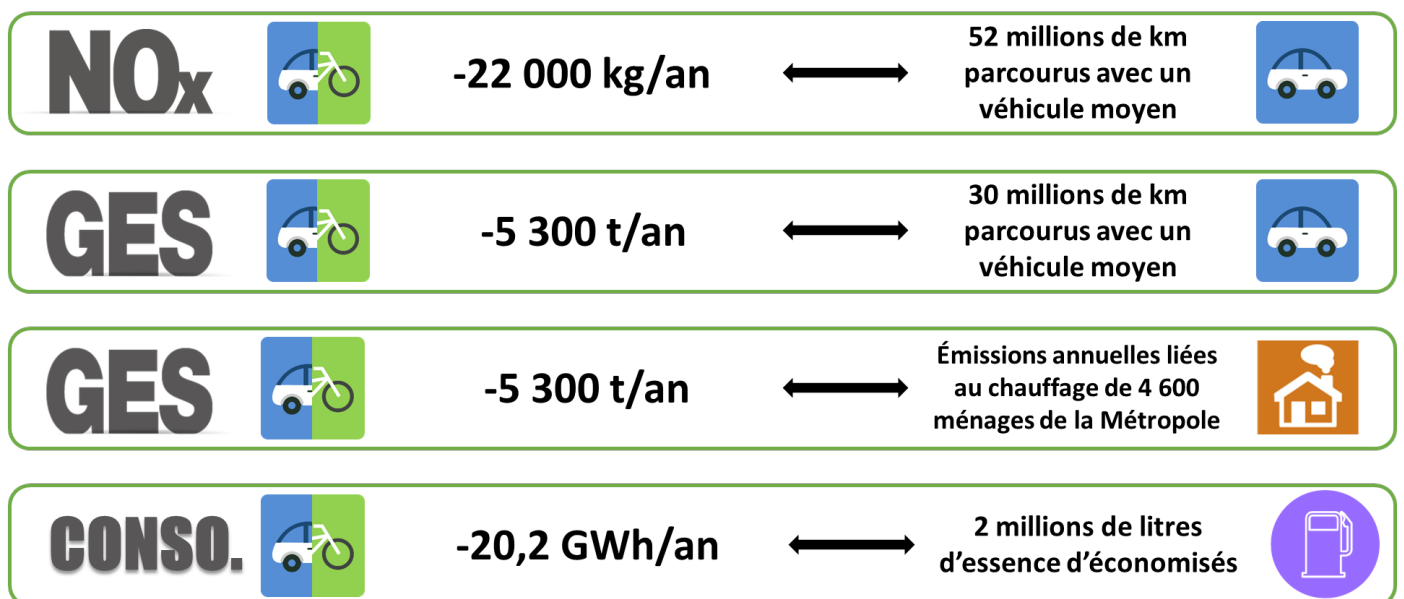 NOx
-22 000 kg/an
52 millions de km
parcourus avec un
véhicule moyen
GES
-5 300 t/an
30 millions de km
parcourus avec un
véhicule moyen
GES
-5 300 t/an
Émissions annuelles liées
au chauffage de 4 600
ménages de la Métropole
CONSO.
-20,2 GWh/an
2 millions de litres
d’essence d’économisés